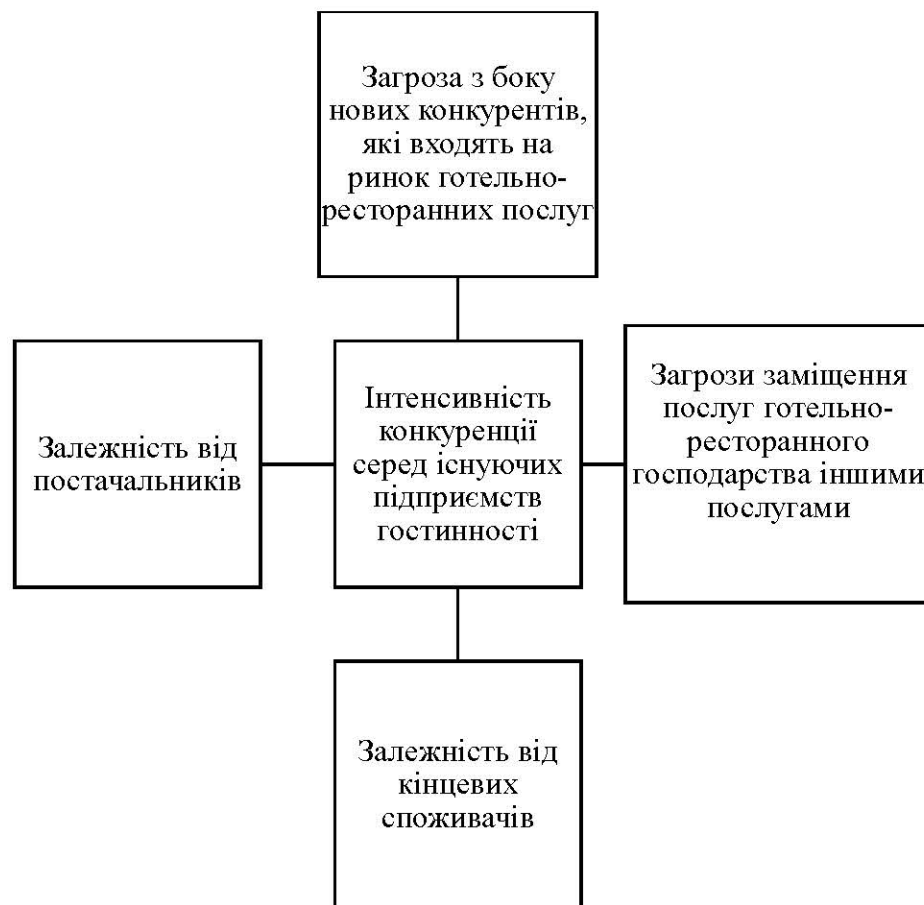 Загроза з боку
нових конкурентів,
які входять на
ринок готельно-
ресторанних послуг
Залежність від
постачальників
Інтенсивність
конкуренції
серед існуючих
підприємств
гостинності
Загрози заміщення
послуг готельно-
ресторанного
господарства іншими
послугами
Залежність від
кінцевих
споживачів